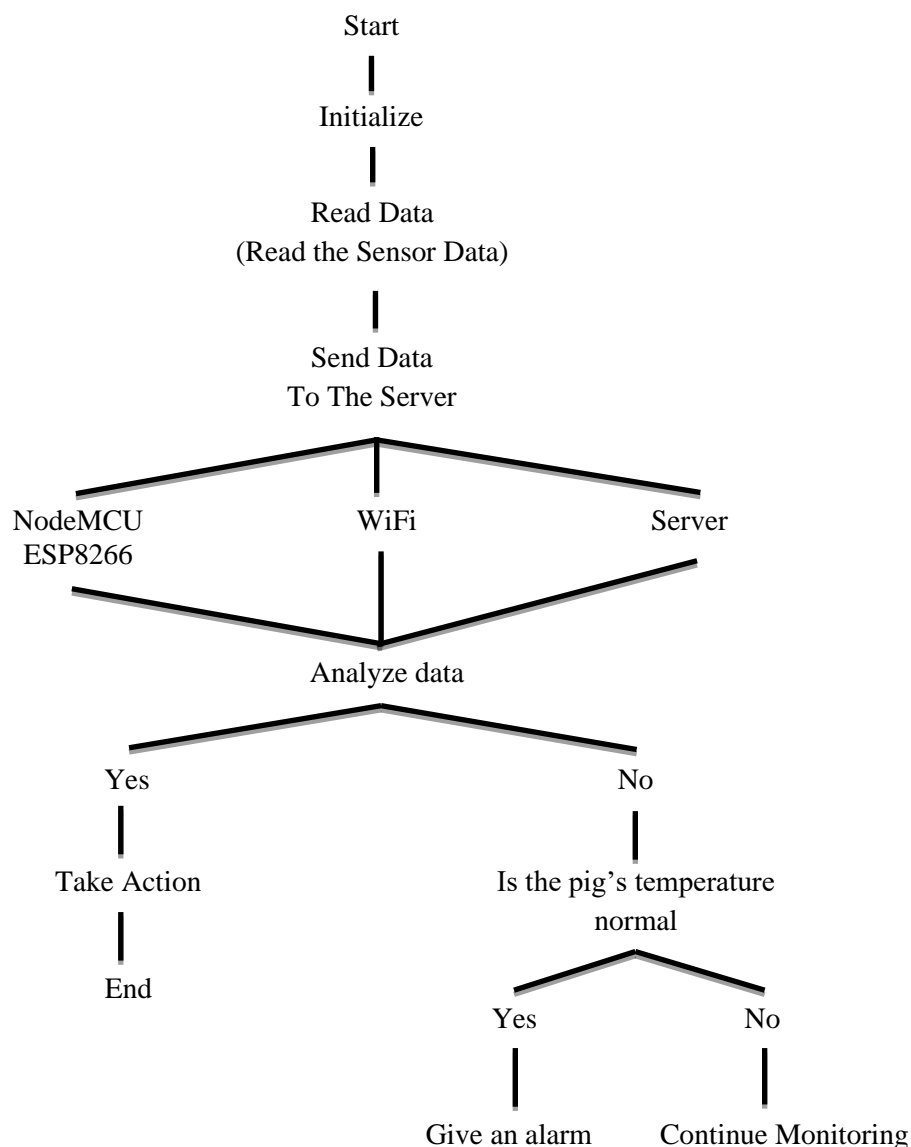 Start
Initialize
Read Data
(Read the Sensor Data)
Send Data
To The Server
NodeMCU
ESP8266
WiFi
Server
Analyze data
Yes
No
Take Action
Is the pig’s temperature
normal
End
Yes
No
Give an alarm
Continue Monitoring